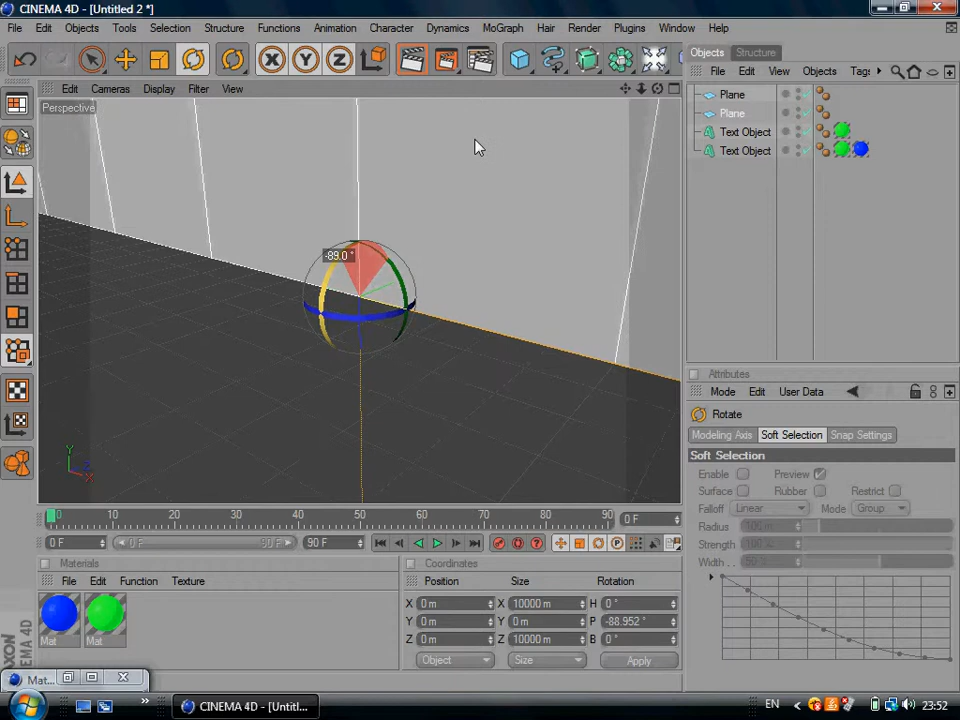 CINEMA 4D - [Untitled 2 *]
File Edit Objects Tools Selection Structure Functions Animation Character Dynamics MoGraph Hair Render Plugins Window Help
X Y Z
Edit Cameras Display Filter View
Perspective
-89.0 °
Y
Z
X
Objects Structure
File Edit View Objects Tags
Plane
Plane
Text Object
Text Object
Attributes
Mode Edit User Data
Rotate
Modeling Axis Soft Selection Snap Settings
Soft Selection
Enable Preview
Surface Rubber Restrict
Falloff Linear Mode Group
Radius
Strength
Width . .
0 10 20 30 40 50 60 70 80 90 0 F
0 F 0 F 90 F 90 F
Materials
File Edit Function Texture
Mat Mat
Coordinates
Position Size Rotation
X 0 m X 10000 m H 0 °
Y 0 m Y 0 m P -88.952 °
Z 0 m Z 10000 m B 0 °
Object Size Apply
MAXON
CINEMA 4D
Mat...
CINEMA 4D - [Untitl...
EN
23:52